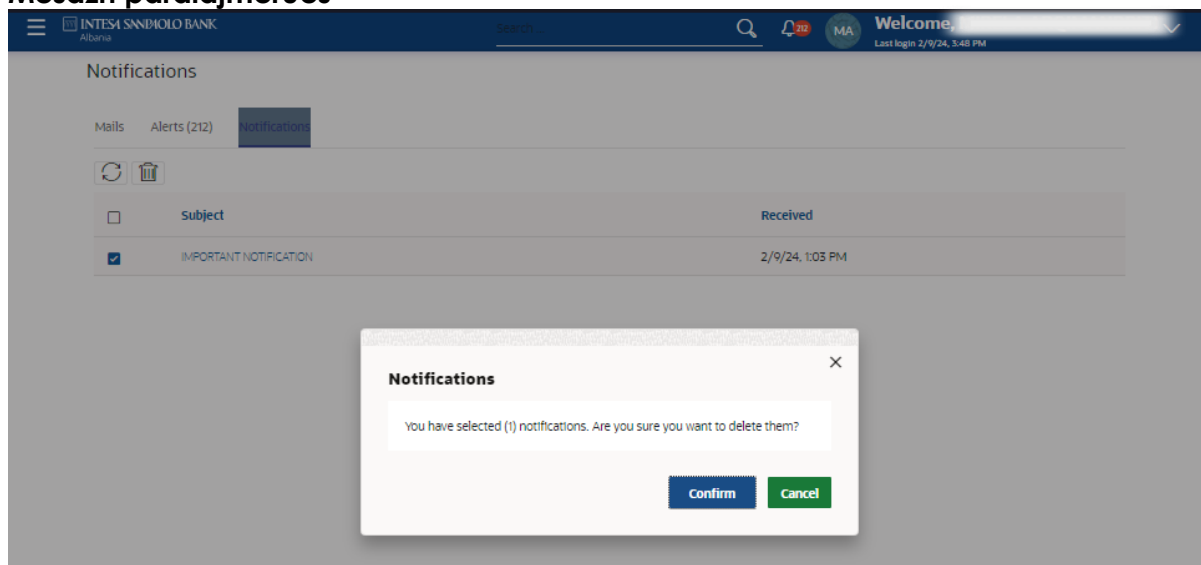 Mesazh paralajmërues
INTESA SANPAOLO BANK
Albania
Search...
212
MA
Welcome,
Last login 2/9/24, 3:48 PM
Notifications
Mails Alerts (212) Notifications
Subject Received
IMPORTANT NOTIFICATION 2/9/24, 1:03 PM
Notifications
You have selected (1) notifications. Are you sure you want to delete them?
Confirm Cancel